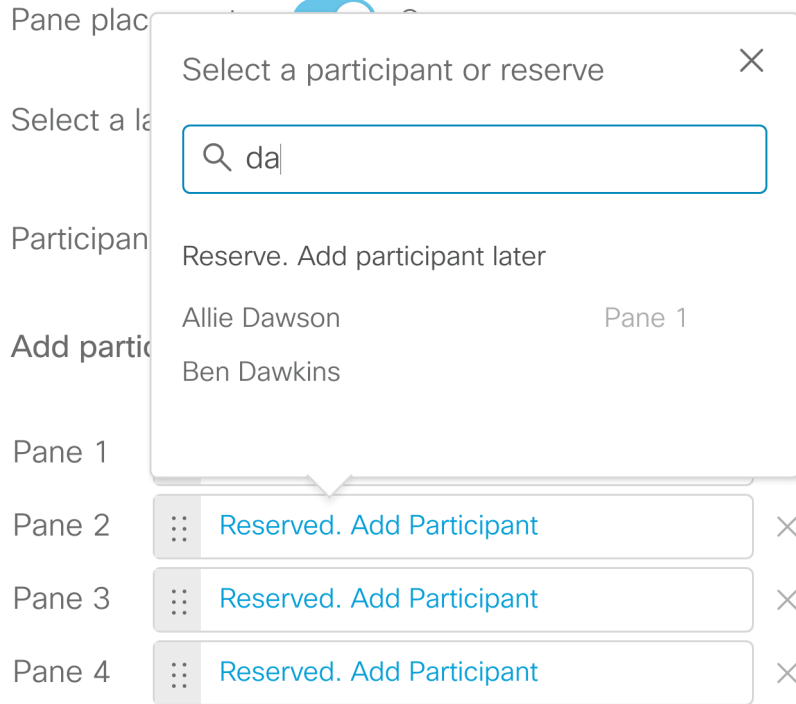 Pane plac
Select a participant or reserve
Select a la
da
Participan
Reserve. Add participant later
Allie Dawson Pane 1
Add partic
Ben Dawkins
Pane 1
Pane 2 Reserved. Add Participant
Pane 3 Reserved. Add Participant
Pane 4 Reserved. Add Participant